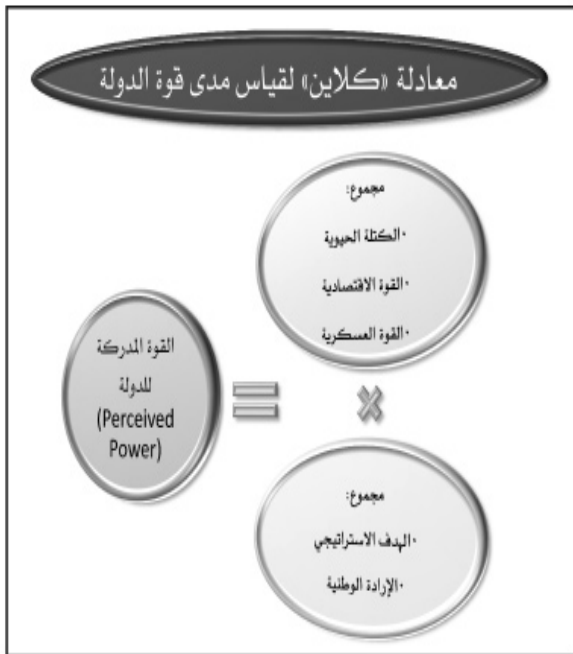 معادلة «كلاين» لقياس مدى قوة الدولة
مجموع:
·الكتلة الحيوية
·القوة الاقتصادية
·القوة العسكرية
القوة المدركة
للدولة
(Perceived
Power)
=
×
مجموع:
·الهدف الاستراتيجي
·الإرادة الوطنية